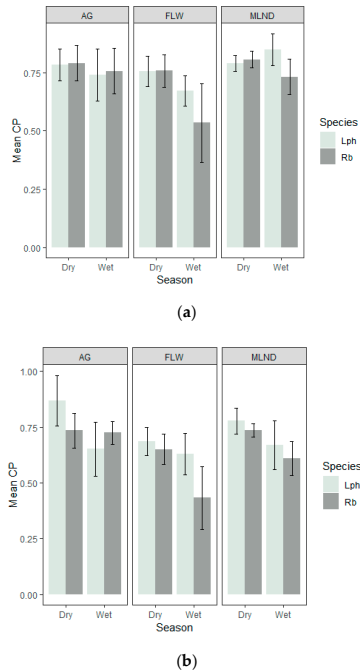 AG FLW MLND
Mean CP
0.75
0.50
0.25
0.00
Dry Wet Dry Wet Dry Wet
Season
Species
Lph
Rb
(a)
AG FLW MLND
Mean CP
1.00
0.75
0.50
0.25
0.00
Dry Wet Dry Wet Dry Wet
Season
Species
Lph
Rb
(b)